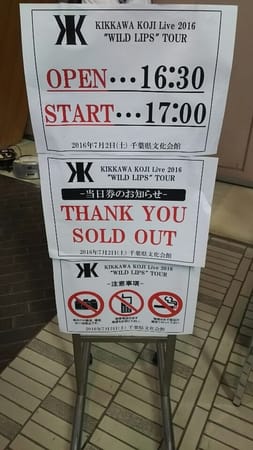 KIKKAWA KOJI Live 2016
"WILD LIPS" TOUR
OPEN・・・16:30
START・・・17:00
2016年7月2日(土) 千葉県文化会館
KIKKAWA KOJI Live 2016
"WILD LIPS" TOUR
-当日券のお知らせ-
THANK YOU
SOLD OUT
2016年7月2日(土) 千葉県文化会館
KIKKAWA KOJI Live 2016
"WILD LIPS" TOUR
-注意事項-
2016年7月2日(土) 千葉県文化会館